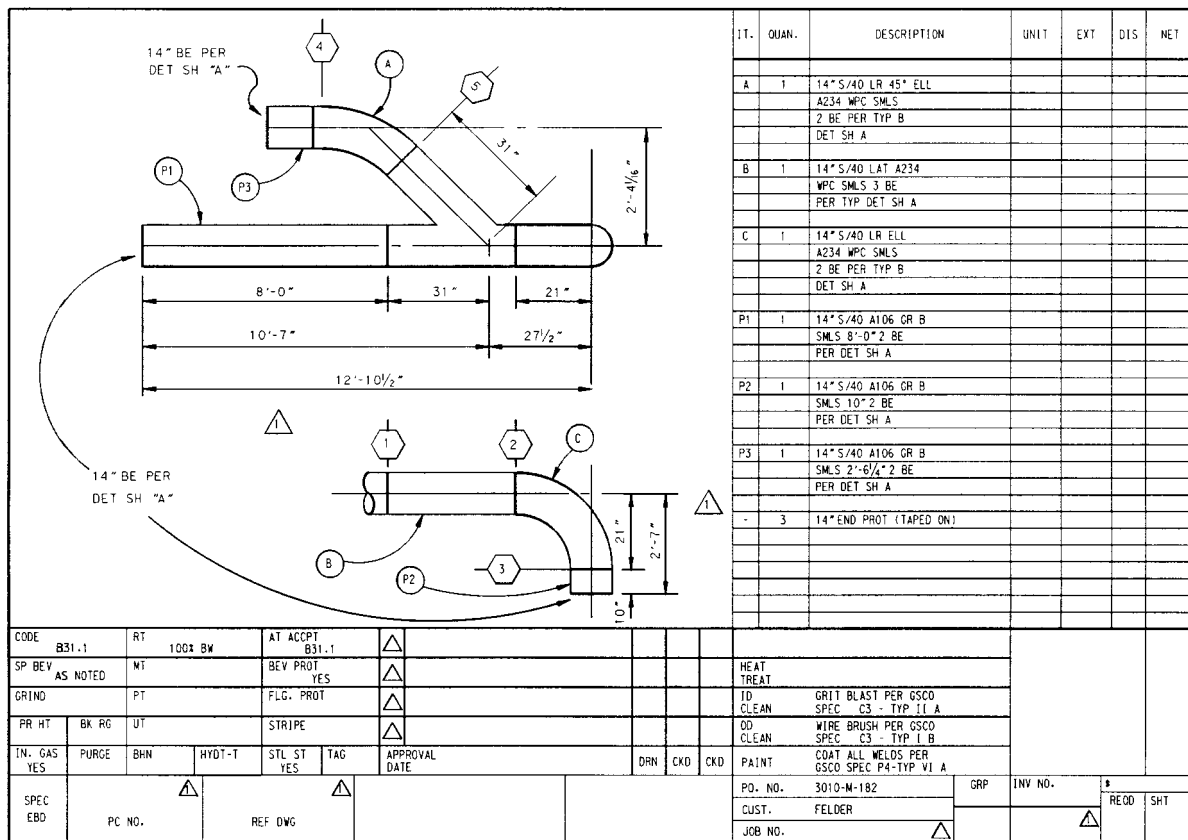 14" BE PER
DET SH "A"
4
A
5
31"
2'-4 1/16"
P3
P1
8'-0"
31"
21"
10'-7"
27 1/2"
12'-10 1/2"
1
1
2
C
14" BE PER
DET SH "A"
1
21"
2'-7"
B
P2
3
10"
IT. QUAN. DESCRIPTION UNIT EXT DIS NET
A 1 14" S/40 LR 45° ELL
A234 WPC SMLS
2 BE PER TYP B
DET SH A
B 1 14" S/40 LAT A234
WPC SMLS 3 BE
PER TYP DET SH A
C 1 14" S/40 LR ELL
A234 WPC SMLS
2 BE PER TYP B
DET SH A
P1 1 14" S/40 A106 GR B
SMLS 8'-0" 2 BE
PER DET SH A
P2 1 14" S/40 A106 GR B
SMLS 10" 2 BE
PER DET SH A
P3 1 14" S/40 A106 GR B
SMLS 2'-6 1/4" 2 BE
PER DET SH A
- 3 14" END PROT (TAPED ON)
CODE B31.1 RT 100% BW AT ACCPT B31.1
SP BEV AS NOTED MT BEV PROT YES
GRIND PT FLG. PROT
PR HT BK RG UT STRIPE
IN. GAS YES PURGE BHN HYDT-T STL ST YES TAG APPROVAL DATE DRN CKD CKD
HEAT
TREAT
ID GRIT BLAST PER GSCO
CLEAN SPEC C3 - TYP II A
OD WIRE BRUSH PER GSCO
CLEAN SPEC C3 - TYP I B
PAINT COAT ALL WELDS PER
GSCO SPEC P4-TYP VI A
SPEC
EBD
PC NO. 1
REF DWG 1
PO. NO. 3010-M-182 GRP INV NO.
CUST. FELDER 1 REQD SHT
JOB NO.